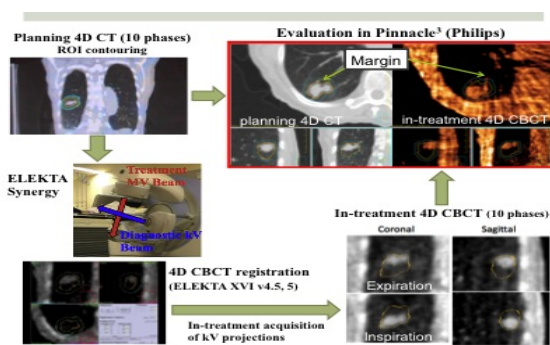 Planning 4D CT (10 phases)
ROI contouring
Evaluation in Pinnacle³ (Philips)
Margin
planning 4D CT
in-treatment 4D CBCT
ELEKTA
Synergy
Treatment
MV Beam
Diagnostic kV
Beam
In-treatment 4D CBCT (10 phases)
Coronal
Sagittal
4D CBCT registration
(ELEKTA XVI v4.5, 5)
Expiration
In-treatment acquisition
of kV projections
Inspiration